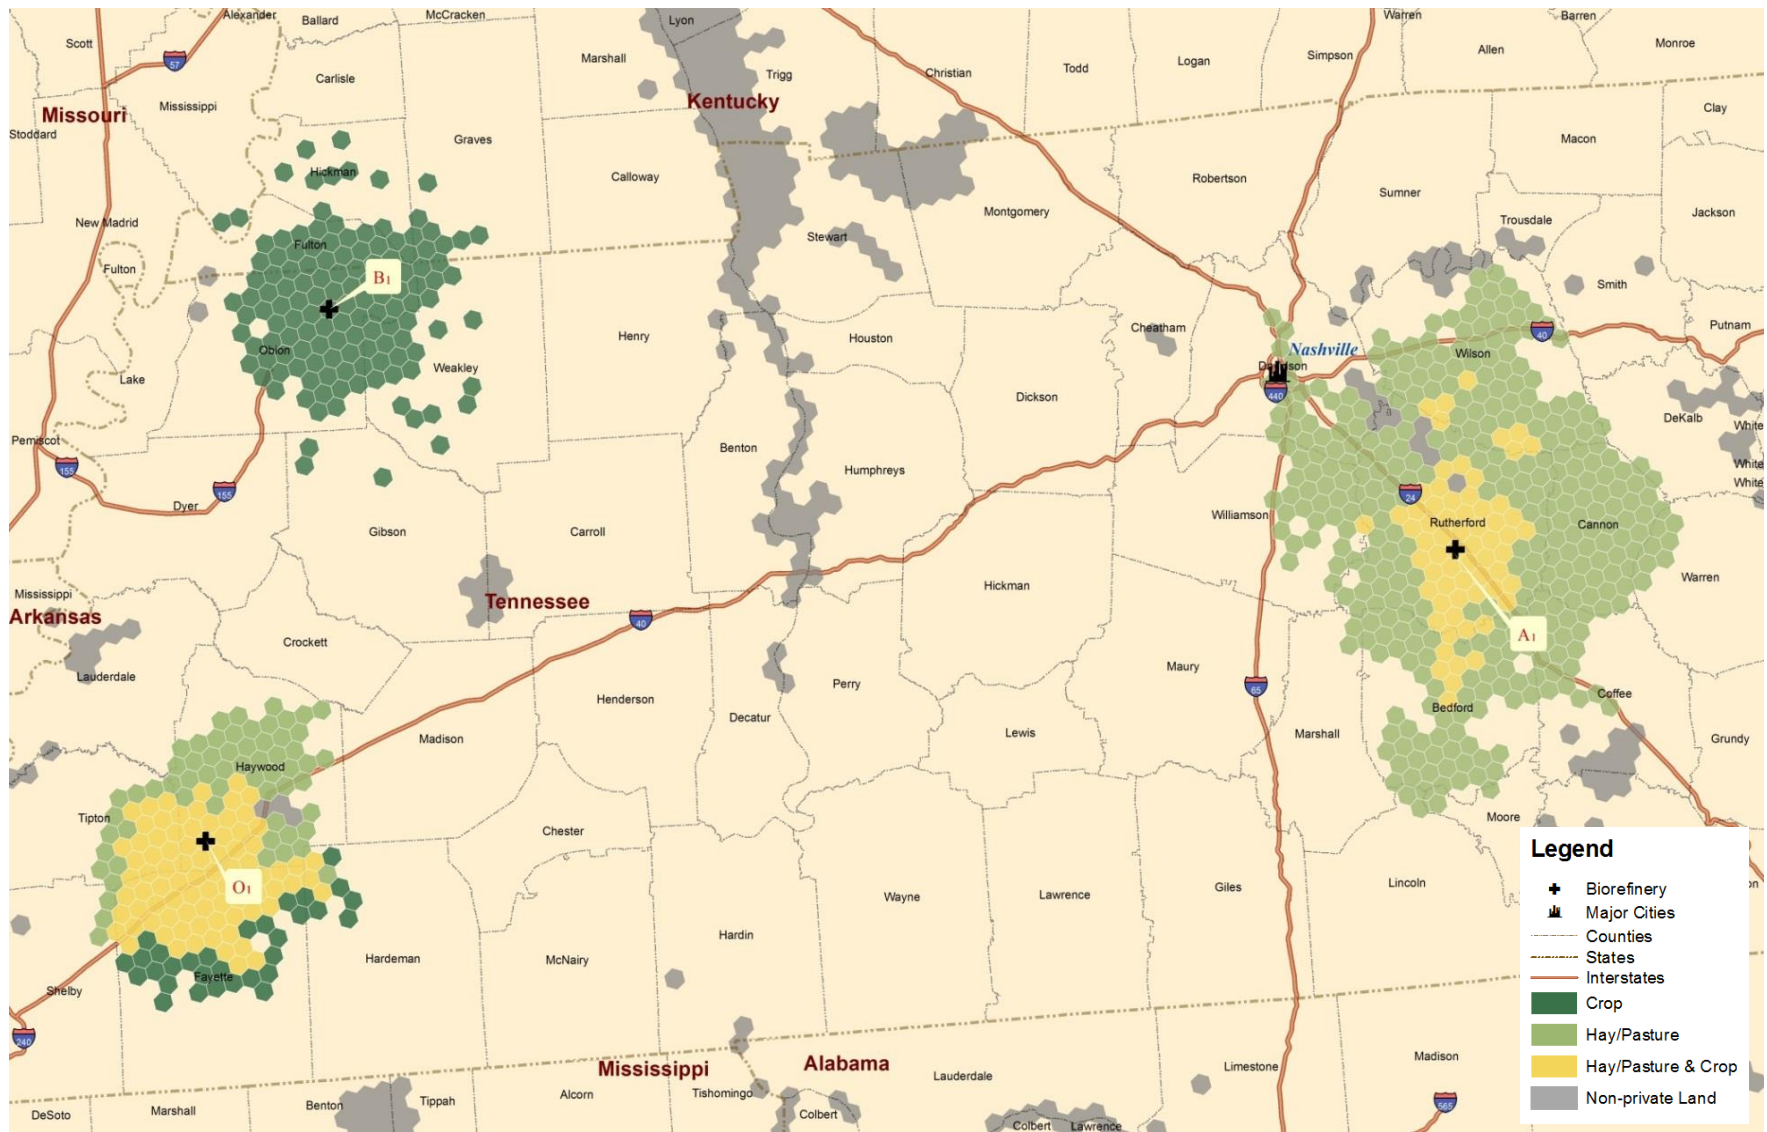 Alexander
Ballard
McCracken
Lyon
Warren
Barren
Scott
57
Carlisle
Marshall
Trigg
Christian
Todd
Logan
Simpson
Allen
Monroe
Missouri
Mississippi
Kentucky
Clay
Stoddard
Graves
Macon
Hickman
Calloway
Robertson
Sumner
New Madrid
Montgomery
Trousdale
Jackson
Fulton
Stewart
Fulton
B1
Smith
Henry
Houston
Cheatham
40
Putnam
Obion
Nashville
Wilson
Lake
Weakley
Davidson
440
Dickson
DeKalb
White
Pemiscot
155
Benton
Humphreys
White
White
155
24
Dyer
Gibson
Carroll
Williamson
Rutherford
Cannon
Mississippi
Hickman
Warren
Arkansas
Tennessee
40
Crockett
A1
Lauderdale
Henderson
Perry
Maury
65
Coffee
Decatur
Bedford
Madison
Lewis
Marshall
Grundy
Haywood
Tipton
Chester
Moore
O1
Wayne
Lawrence
Giles
Lincoln
Hardin
Hardeman
McNairy
Fayette
Shelby
240
Mississippi
Alabama
Madison
Limestone
Lauderdale
DeSoto
Marshall
Benton
Tippah
Alcorn
Tishomingo
Colbert
Colbert
Lawrence
565
Legend
Biorefinery
Major Cities
Counties
States
Interstates
Crop
Hay/Pasture
Hay/Pasture & Crop
Non-private Land